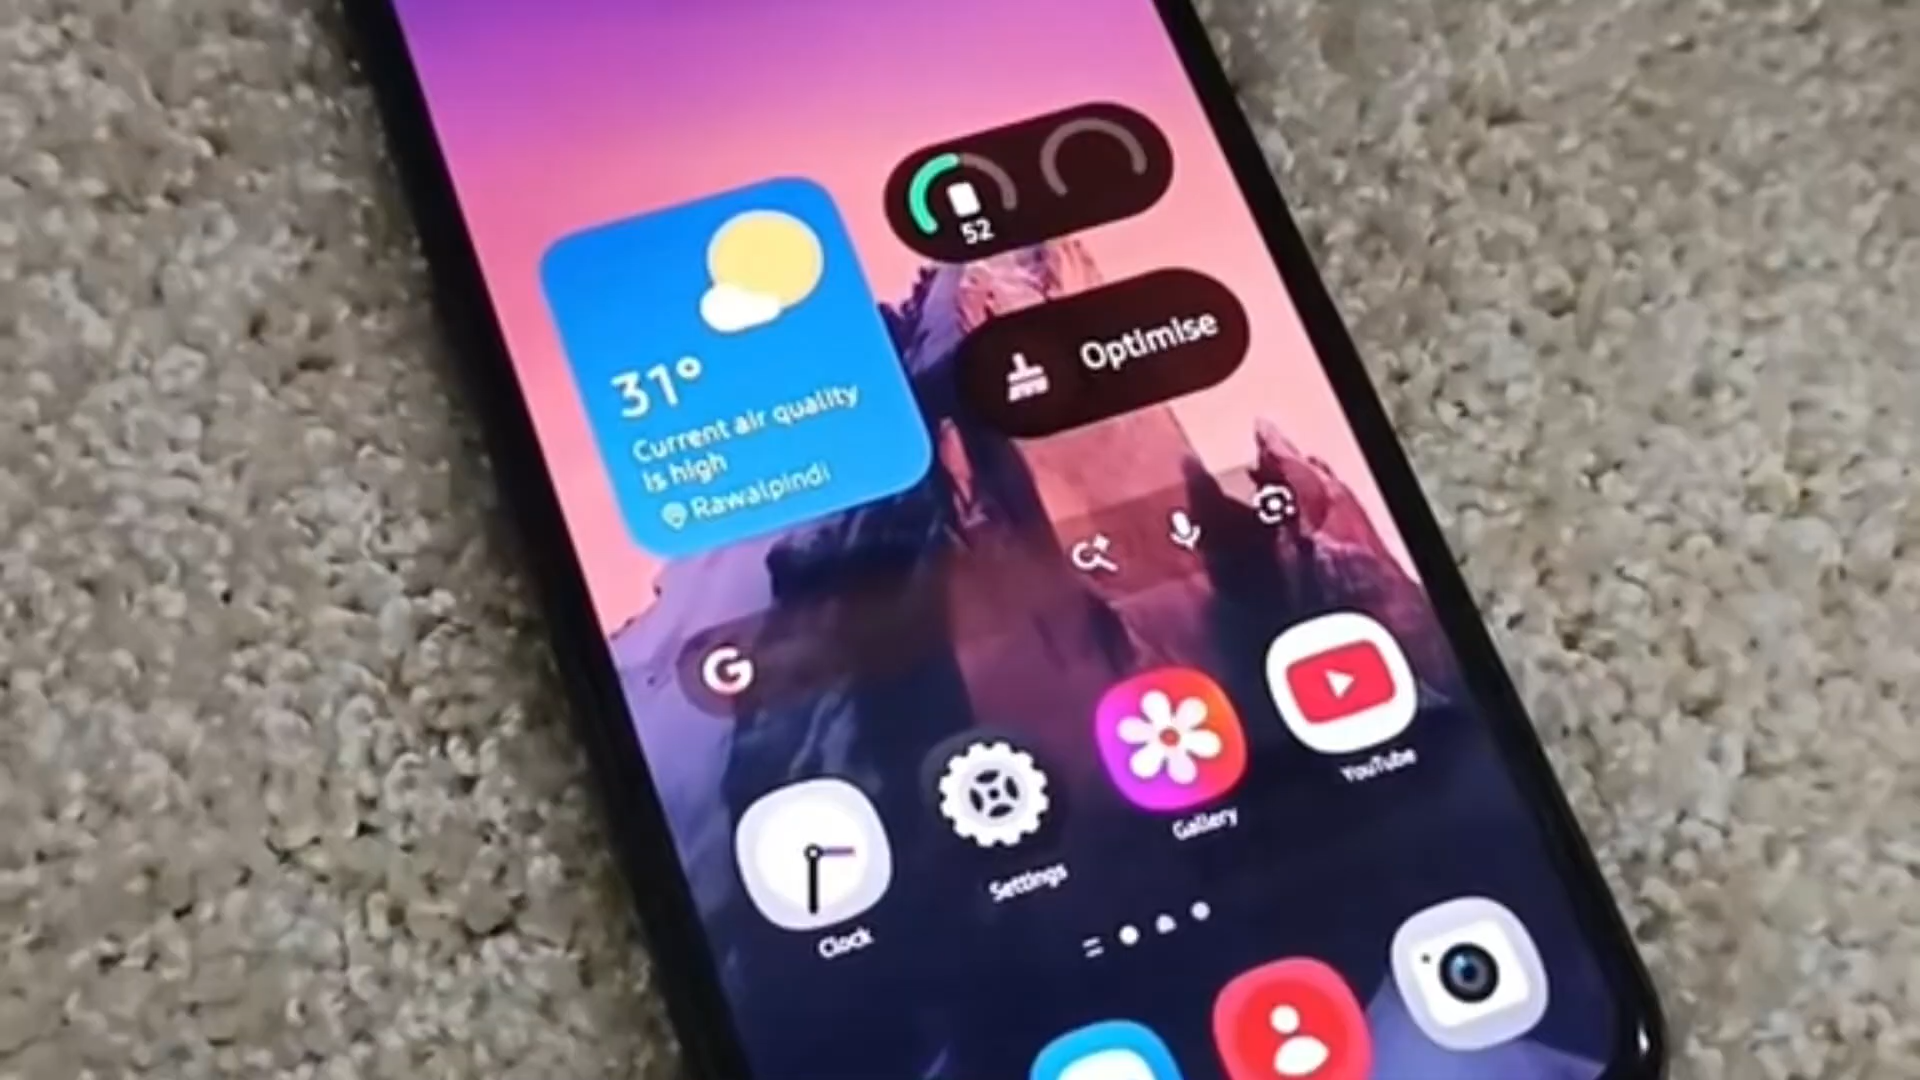 52
Optimise
31°
Current air quality
is high
Rawalpindi
G
YouTube
Gallery
Settings
Clock